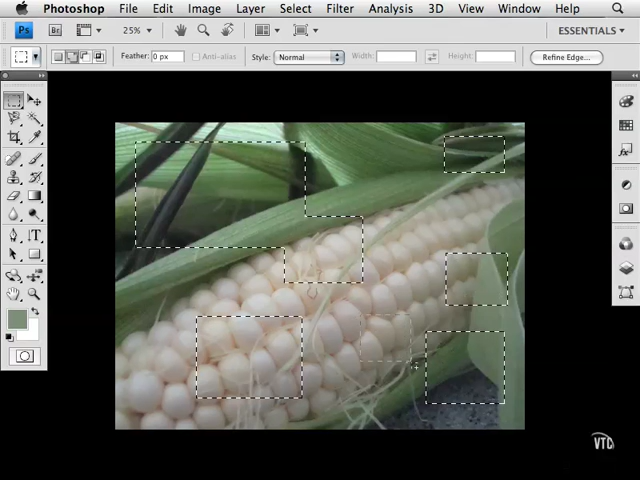 Photoshop File Edit Image Layer Select Filter Analysis 3D View Window Help
Ps Br 25% ESSENTIALS
Feather: 0 px Anti-alias Style: Normal Width: Height: Refine Edge...
T
VTC